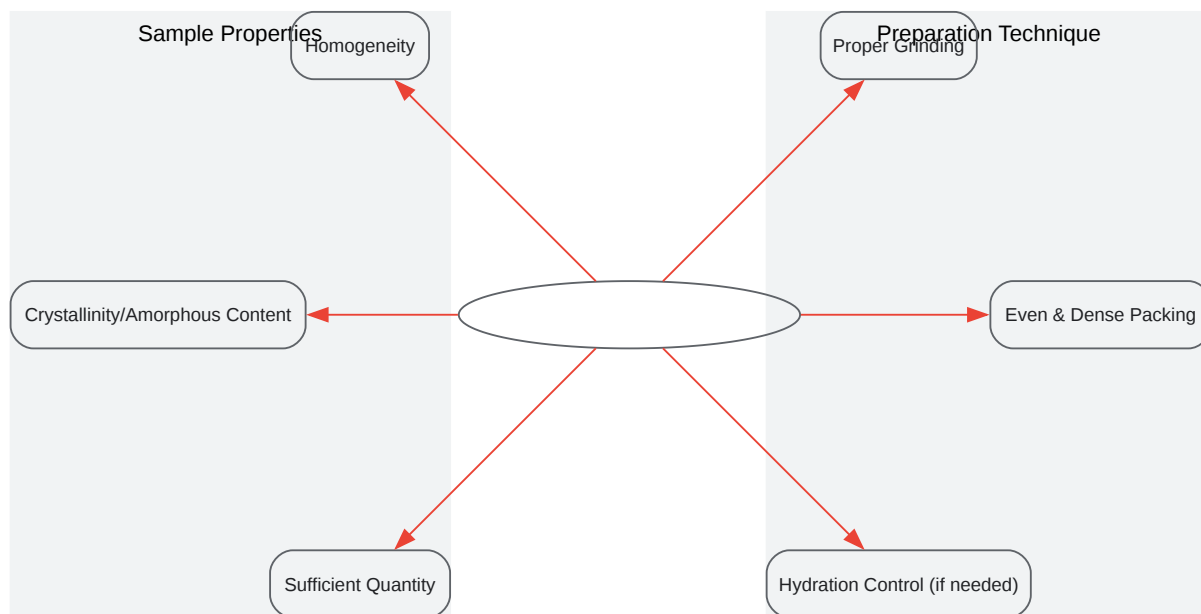 Sample Properties
Preparation Technique
Homogeneity
Proper Grinding
Crystallinity/Amorphous Content
Even & Dense Packing
Sufficient Quantity
Hydration Control (if needed)